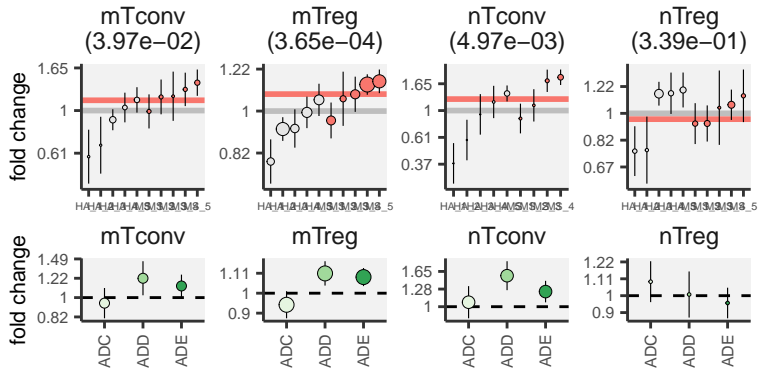 mTconv
(3.97e−02)
mTreg
(3.65e−04)
nTconv
(4.97e−03)
nTreg
(3.39e−01)
fold change
1.65
1
0.61
1.22
1
0.82
1.65
1
0.61
0.37
1.22
1
0.82
0.67
mTconv
mTreg
nTconv
nTreg
fold change
1.49
1.22
1
0.82
1.11
1
0.9
1.65
1.28
1
1.22
1.11
1
0.9
ADC
ADD
ADE
ADC
ADD
ADE
ADC
ADD
ADE
ADC
ADD
ADE